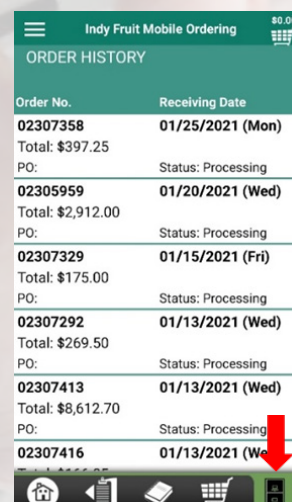 Indy Fruit Mobile Ordering
ORDER HISTORY
Order No. Receiving Date
02307358 01/25/2021 (Mon)
Total: $397.25
PO: Status: Processing
02305959 01/20/2021 (Wed)
Total: $2,912.00
PO: Status: Processing
02307329 01/15/2021 (Fri)
Total: $175.00
PO: Status: Processing
02307292 01/13/2021 (Wed)
Total: $269.50
PO: Status: Processing
02307413 01/13/2021 (Wed)
Total: $8,612.70
PO: Status: Processing
02307416 01/13/2021